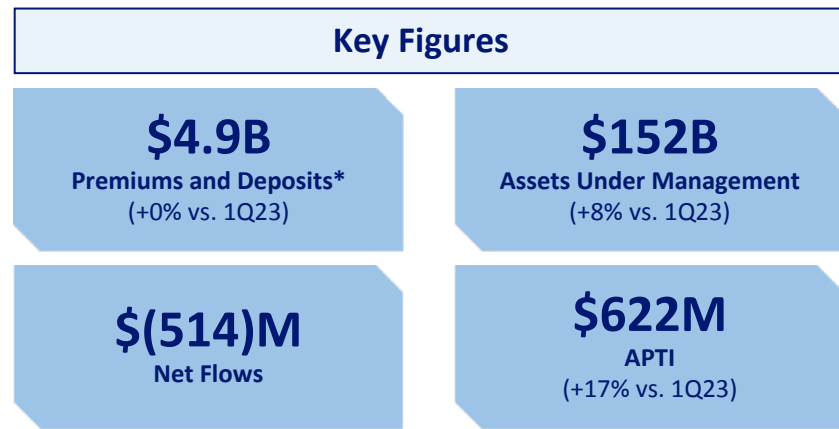 Key Figures
$4.9B
Premiums and Deposits*
(+0% vs. 1Q23)
$152B
Assets Under Management
(+8% vs. 1Q23)
$(514)M
Net Flows
$622M
APTI
(+17% vs. 1Q23)